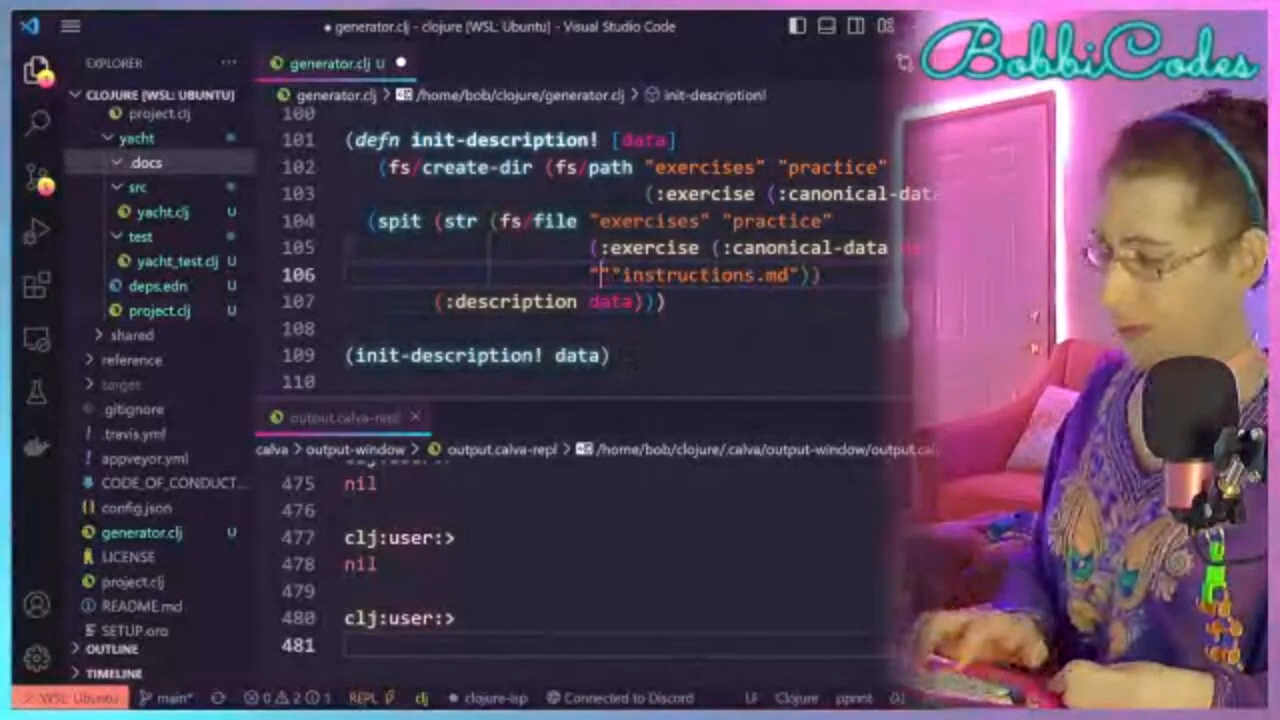 generator.clj - clojure [WSL: Ubuntu] - Visual Studio Code
BobbiCodes
EXPLORER
CLOJURE [WSL: UBUNTU]
project.clj
yacht
.docs
src
yacht.clj U
test
yacht_test.clj U
deps.edn U
project.clj U
shared
reference
target
.gitignore
.travis.yml
appveyor.yml
CODE_OF_CONDUCT...
config.json
generator.clj U
LICENSE
project.clj
README.md
SETUP.org
OUTLINE
TIMELINE
generator.clj U
generator.clj > /home/bob/clojure/generator.clj > init-description!
100
101 (defn init-description! [data]
102 (fs/create-dir (fs/path "exercises" "practice"
103 (:exercise (:canonical-data
104 (spit (str (fs/file "exercises" "practice"
105 (:exercise (:canonical-data
106 """instructions.md"))
107 (:description data)))
108
109 (init-description! data)
110
output.calva-repl
calva > output-window > output.calva-repl > /home/bob/clojure/.calva/output-window/output.cal
475 nil
476
477 clj:user:>
478 nil
479
480 clj:user:>
481
WSL: Ubuntu main* 0 2 1 REPL clj clojure-lsp Connected to Discord LF Clojure pprint